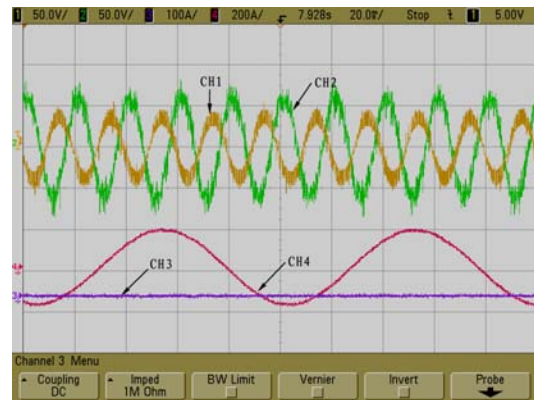 1 50.0V/ 2 50.0V/ 3 100A/ 4 200A/ 7.928s 20.0㎳/ Stop 1 5.00V
CH1
CH2
CH3
CH4
Channel 3 Menu
Coupling
DC
Imped
1M Ohm
BW Limit
Vernier
Invert
Probe